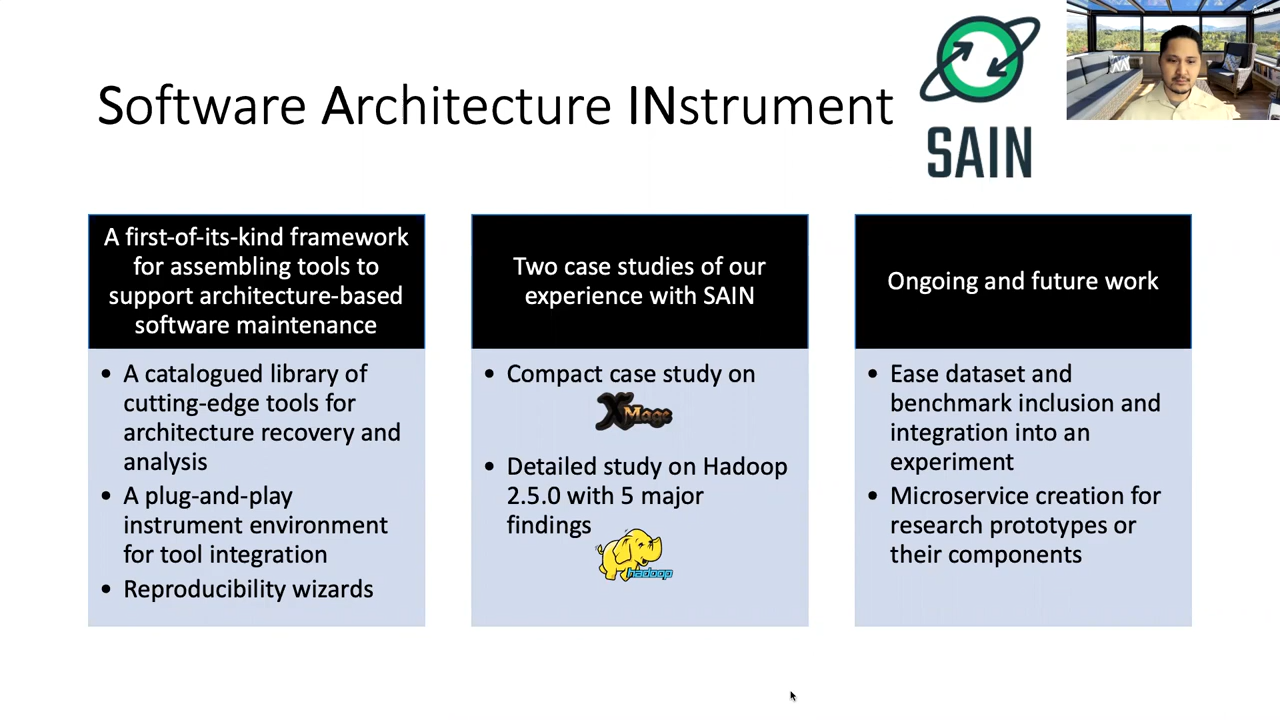 Software Architecture INstrument
SAIN
A first-of-its-kind framework
for assembling tools to
support architecture-based
software maintenance
• A catalogued library of
cutting-edge tools for
architecture recovery and
analysis
• A plug-and-play
instrument environment
for tool integration
• Reproducibility wizards
Two case studies of our
experience with SAIN
• Compact case study on
XMage
• Detailed study on Hadoop
2.5.0 with 5 major
findings
hadoop
Ongoing and future work
• Ease dataset and
benchmark inclusion and
integration into an
experiment
• Microservice creation for
research prototypes or
their components